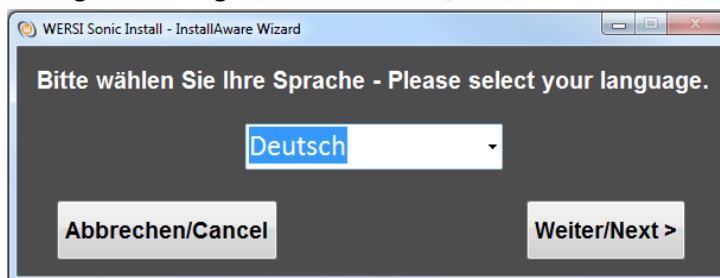 WERSI Sonic Install - InstallAware Wizard
Bitte wählen Sie Ihre Sprache - Please select your language.
Deutsch
Abbrechen/Cancel
Weiter/Next >